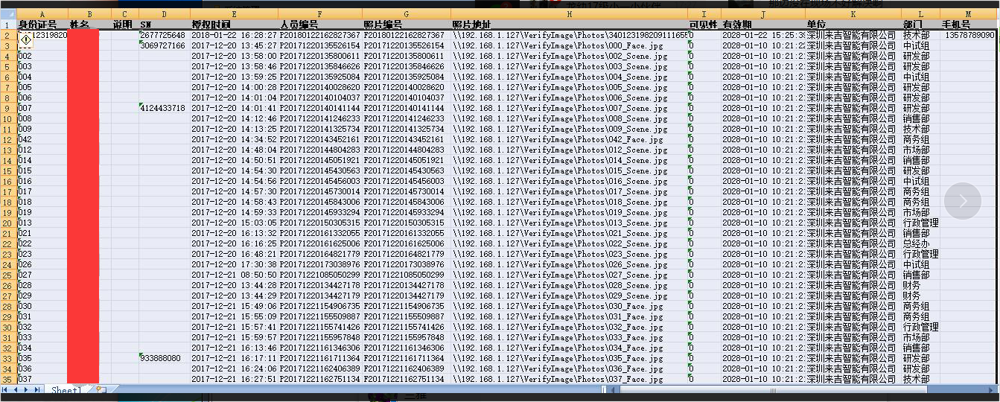 A B C D E F G H I J K L M
1 身份证号 姓名 说明 SN 授权时间 人员编号 照片编号 照片地址 可见性 有效期 单位 部门 手机号
2 12319820 2677725648 2018-01-22 16:28:27 P20180122162827367 F20180122162827367 \\192.168.1.127\VerifyImage\Photos\340123198209111655 0 2028-01-22 15:25:39 深圳来吉智能有限公司 技术部 13578789090
3 3069727166 2017-12-20 13:45:27 P20171220135526154 F20171220135526154 \\192.168.1.127\VerifyImage\Photos\000_Face.jpg 0 2028-01-10 10:21:22 深圳来吉智能有限公司 中试组
4 002 2017-12-20 13:58:00 P20171220135800611 F20171220135800611 \\192.168.1.127\VerifyImage\Photos\002_Scene.jpg 0 2028-01-10 10:21:2 深圳来吉智能有限公司 研发部
5 003 2017-12-20 13:58:46 P20171220135846626 F20171220135846626 \\192.168.1.127\VerifyImage\Photos\003_Scene.jpg 0 2028-01-10 10:21:2 深圳来吉智能有限公司 研发部
6 004 2017-12-20 13:59:25 P20171220135925084 F20171220135925084 \\192.168.1.127\VerifyImage\Photos\004_Scene.jpg 0 2028-01-10 10:21:2 深圳来吉智能有限公司 中试组
7 005 2017-12-20 14:00:28 P20171220140028620 F20171220140028620 \\192.168.1.127\VerifyImage\Photos\005_Scene.jpg 0 2028-01-10 10:21:2 深圳来吉智能有限公司 研发部
8 006 2017-12-20 14:01:04 P20171220140104037 F20171220140104037 \\192.168.1.127\VerifyImage\Photos\006_Scene.jpg 0 2028-01-10 10:21:2 深圳来吉智能有限公司 研发部
9 007 4124433718 2017-12-20 14:01:41 P20171220140141144 F20171220140141144 \\192.168.1.127\VerifyImage\Photos\007_Scene.jpg 0 2028-01-10 10:21:2 深圳来吉智能有限公司 研发部
10 008 2017-12-20 14:12:46 P20171220141246233 F20171220141246233 \\192.168.1.127\VerifyImage\Photos\008_Scene.jpg 0 2028-01-10 10:21:2 深圳来吉智能有限公司 销售部
11 009 2017-12-20 14:13:25 P20171220141325734 F20171220141325734 \\192.168.1.127\VerifyImage\Photos\009_Scene.jpg 0 2028-01-10 10:21:2 深圳来吉智能有限公司 技术部
12 042 2017-12-20 14:34:52 P20171220143452161 F20171220143452161 \\192.168.1.127\VerifyImage\Photos\042_Face.jpg 0 2028-01-10 10:21:2 深圳来吉智能有限公司 商务组
13 012 2017-12-20 14:48:04 P20171220144804283 F20171220144804283 \\192.168.1.127\VerifyImage\Photos\012_Scene.jpg 0 2028-01-10 10:21:2 深圳来吉智能有限公司 市场部
14 014 2017-12-20 14:50:51 P20171220145051921 F20171220145051921 \\192.168.1.127\VerifyImage\Photos\014_Scene.jpg 0 2028-01-10 10:21:2 深圳来吉智能有限公司 销售部
15 015 2017-12-20 14:54:30 P20171220145430563 F20171220145430563 \\192.168.1.127\VerifyImage\Photos\015_Scene.jpg 0 2028-01-10 10:21:2 深圳来吉智能有限公司 研发部
16 016 2017-12-20 14:54:56 P20171220145456003 F20171220145456003 \\192.168.1.127\VerifyImage\Photos\016_Scene.jpg 0 2028-01-10 10:21:2 深圳来吉智能有限公司 中试组
17 017 2017-12-20 14:57:30 P20171220145730014 F20171220145730014 \\192.168.1.127\VerifyImage\Photos\017_Scene.jpg 0 2028-01-10 10:21:2 深圳来吉智能有限公司 商务组
18 018 2017-12-20 14:58:43 P20171220145843006 F20171220145843006 \\192.168.1.127\VerifyImage\Photos\018_Scene.jpg 0 2028-01-10 10:21:2 深圳来吉智能有限公司 商务组
19 019 2017-12-20 14:59:33 P20171220145933294 F20171220145933294 \\192.168.1.127\VerifyImage\Photos\019_Scene.jpg 0 2028-01-10 10:21:2 深圳来吉智能有限公司 市场部
20 013 2017-12-20 15:03:05 P20171220150305315 F20171220150305315 \\192.168.1.127\VerifyImage\Photos\013_Scene.jpg 0 2028-01-10 10:21:2 深圳来吉智能有限公司 行政管理
21 021 2017-12-20 16:13:32 P20171220161332055 F20171220161332055 \\192.168.1.127\VerifyImage\Photos\021_Scene.jpg 0 2028-01-10 10:21:2 深圳来吉智能有限公司 销售部
22 022 2017-12-20 16:16:25 P20171220161625006 F20171220161625006 \\192.168.1.127\VerifyImage\Photos\022_Scene.jpg 0 2028-01-10 10:21:2 深圳来吉智能有限公司 总经办
23 023 2017-12-20 16:48:21 P20171220164821779 F20171220164821779 \\192.168.1.127\VerifyImage\Photos\023_Scene.jpg 0 2028-01-10 10:21:2 深圳来吉智能有限公司 行政管理
24 026 2017-12-20 17:30:38 P20171220173038976 F20171220173038976 \\192.168.1.127\VerifyImage\Photos\026_Scene.jpg 0 2028-01-10 10:21:2 深圳来吉智能有限公司 中试组
25 027 2017-12-21 08:50:50 P20171221085050299 F20171221085050299 \\192.168.1.127\VerifyImage\Photos\027_Scene.jpg 0 2028-01-10 10:21:2 深圳来吉智能有限公司 销售部
26 028 2017-12-20 13:44:28 P20171220134427178 F20171220134427178 \\192.168.1.127\VerifyImage\Photos\028_Scene.jpg 0 2028-01-10 10:21:2 深圳来吉智能有限公司 财务
27 029 2017-12-20 13:44:29 P20171220134427178 F20171220134427178 \\192.168.1.127\VerifyImage\Photos\029_Scene.jpg 0 2028-01-10 10:21:2 深圳来吉智能有限公司 财务
28 030 2017-12-21 15:49:06 P20171221154906735 F20171221154906735 \\192.168.1.127\VerifyImage\Photos\030_Face.jpg 0 2028-01-10 10:21:2 深圳来吉智能有限公司 商务组
29 031 2017-12-21 15:55:09 P20171221155509887 F20171221155509887 \\192.168.1.127\VerifyImage\Photos\031_Face.jpg 0 2028-01-10 10:21:2 深圳来吉智能有限公司 商务组
30 032 2017-12-21 15:57:41 P20171221155741426 F20171221155741426 \\192.168.1.127\VerifyImage\Photos\032_Face.jpg 0 2028-01-10 10:21:2 深圳来吉智能有限公司 行政管理
31 033 2017-12-21 15:59:57 P20171221155957848 F20171221155957848 \\192.168.1.127\VerifyImage\Photos\033_Face.jpg 0 2028-01-10 10:21:2 深圳来吉智能有限公司 市场部
32 034 2017-12-21 16:13:46 P20171221161346306 F20171221161346306 \\192.168.1.127\VerifyImage\Photos\034_Face.jpg 0 2028-01-10 10:21:2 深圳来吉智能有限公司 销售部
33 035 933888080 2017-12-21 16:17:11 P20171221161711364 F20171221161711364 \\192.168.1.127\VerifyImage\Photos\035_Face.jpg 0 2028-01-10 10:21:2 深圳来吉智能有限公司 研发部
34 036 2017-12-21 16:24:06 P20171221162406389 F20171221162406389 \\192.168.1.127\VerifyImage\Photos\036_Face.jpg 0 2028-01-10 10:21:2 深圳来吉智能有限公司 销售部
35 037 2017-12-21 16:27:51 P20171221162751134 F20171221162751134 \\192.168.1.127\VerifyImage\Photos\037_Face.jpg 0 2028-01-10 10:21:2 深圳来吉智能有限公司 技术部
Sheet1